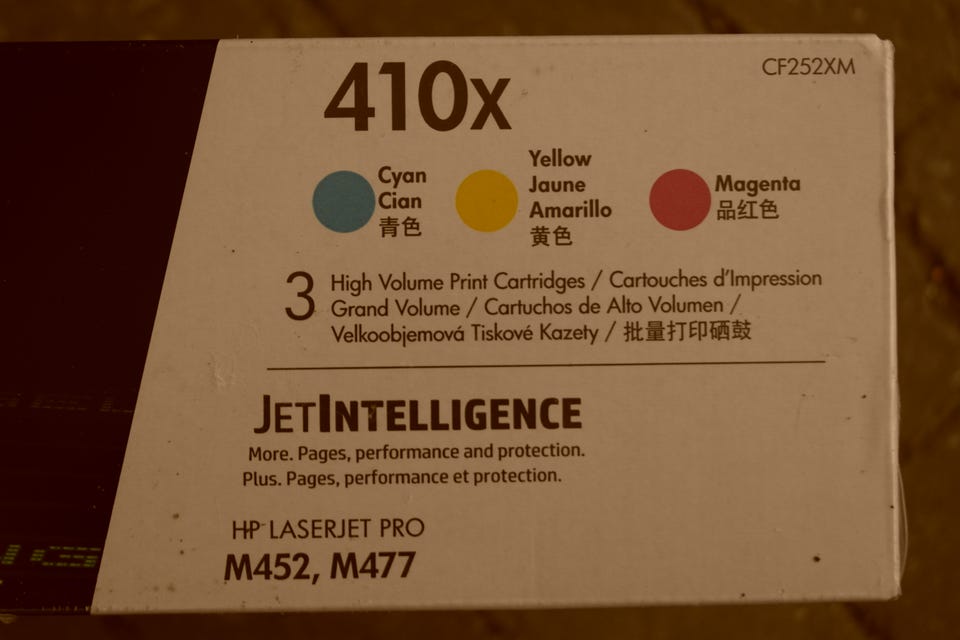 410x
CF252XM
Cyan
Cian
青色
Yellow
Jaune
Amarillo
黄色
Magenta
品红色
3
High Volume Print Cartridges / Cartouches d'Impression
Grand Volume / Cartuchos de Alto Volumen /
Velkoobjemová Tiskové Kazety / 批量打印硒鼓
JETINTELLIGENCE
More. Pages, performance and protection.
Plus. Pages, performance et protection.
HP LASERJET PRO
M452, M477